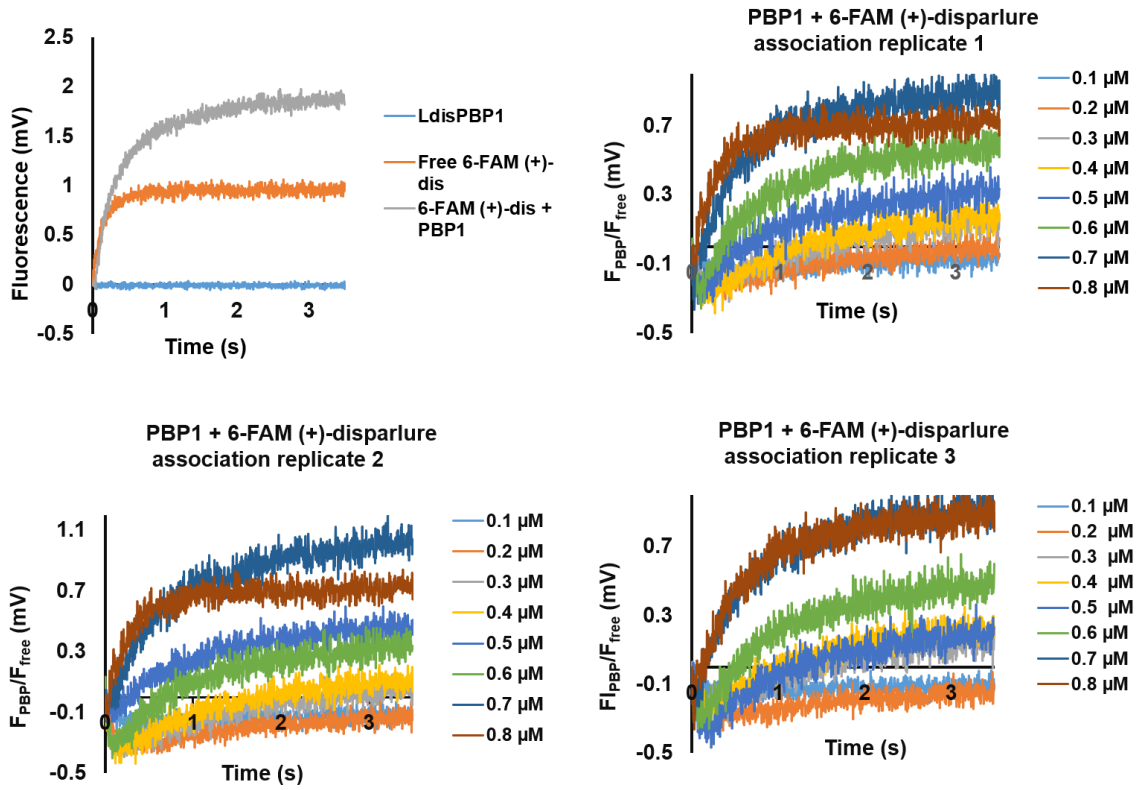 2.5
2
1.5
1
0.5
0
-0.5
0
1
2
3
Fluorescence (mV)
Time (s)
LdisPBP1
Free 6-FAM (+)-
dis
6-FAM (+)-dis +
PBP1
PBP1 + 6-FAM (+)-disparlure
association replicate 1
0.7
0.3
-0.1
-0.5
0
1
2
3
F_PBP/F_free (mV)
Time (s)
0.1 µM
0.2 µM
0.3 µM
0.4 µM
0.5 µM
0.6 µM
0.7 µM
0.8 µM
PBP1 + 6-FAM (+)-disparlure
association replicate 2
1.1
0.7
0.3
-0.1
-0.5
0
1
2
3
F_PBP/F_free (mV)
Time (s)
0.1 µM
0.2 µM
0.3 µM
0.4 µM
0.5 µM
0.6 µM
0.7 µM
0.8 µM
PBP1 + 6-FAM (+)-disparlure
association replicate 3
0.7
0.3
-0.1
-0.5
0
1
2
3
FI_PBP/F_free (mV)
Time (s)
0.1 µM
0.2 µM
0.3 µM
0.4 µM
0.5 µM
0.6 µM
0.7 µM
0.8 µM